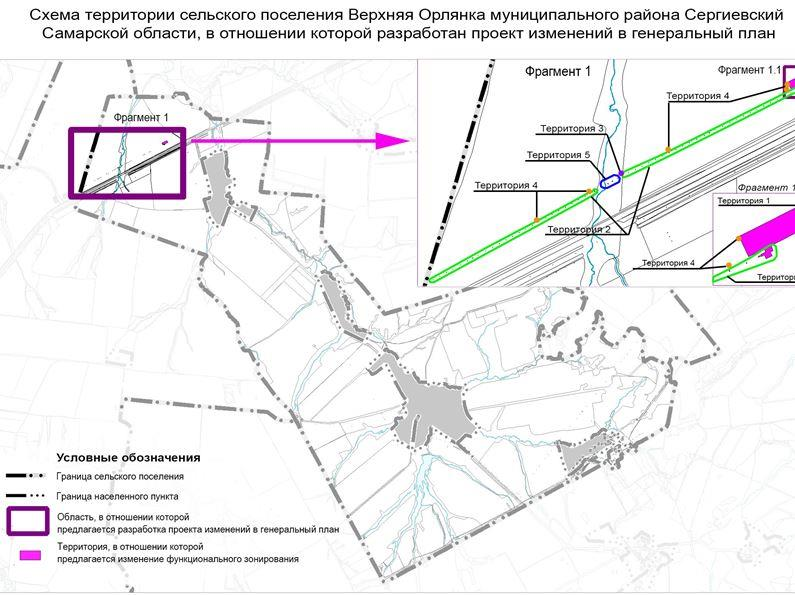 Схема территории сельского поселения Верхняя Орлянка муниципального района Сергиевский
Самарской области, в отношении которой разработан проект изменений в генеральный план
Фрагмент 1
Фрагмент 1
Фрагмент 1.1
Территория 4
Территория 3
Территория 5
Территория 4
Территория 2
Фрагмент 1
Территория 1
Территория 4
Условные обозначения
Граница сельского поселения
Граница населенного пункта
Область, в отношении которой
предлагается разработка проекта изменений в генеральный план
Территория, в отношении которой
предлагается изменение функционального зонирования